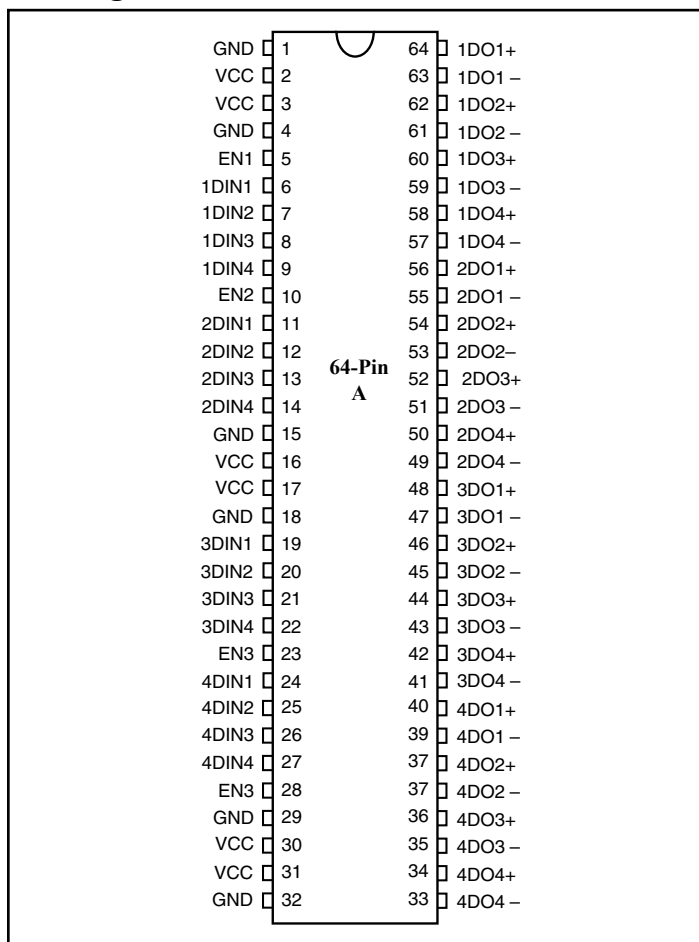 GND 1 64 1DO1+
VCC 2 63 1DO1 –
VCC 3 62 1DO2+
GND 4 61 1DO2 –
EN1 5 60 1DO3+
1DIN1 6 59 1DO3 –
1DIN2 7 58 1DO4+
1DIN3 8 57 1DO4 –
1DIN4 9 56 2DO1+
EN2 10 55 2DO1 –
2DIN1 11 54 2DO2+
2DIN2 12 53 2DO2–
64-Pin
2DIN3 13 52 2DO3+
A
2DIN4 14 51 2DO3 –
GND 15 50 2DO4+
VCC 16 49 2DO4 –
VCC 17 48 3DO1+
GND 18 47 3DO1 –
3DIN1 19 46 3DO2+
3DIN2 20 45 3DO2 –
3DIN3 21 44 3DO3+
3DIN4 22 43 3DO3 –
EN3 23 42 3DO4+
4DIN1 24 41 3DO4 –
4DIN2 25 40 4DO1+
4DIN3 26 39 4DO1 –
4DIN4 27 37 4DO2+
EN3 28 37 4DO2 –
GND 29 36 4DO3+
VCC 30 35 4DO3 –
VCC 31 34 4DO4+
GND 32 33 4DO4 –